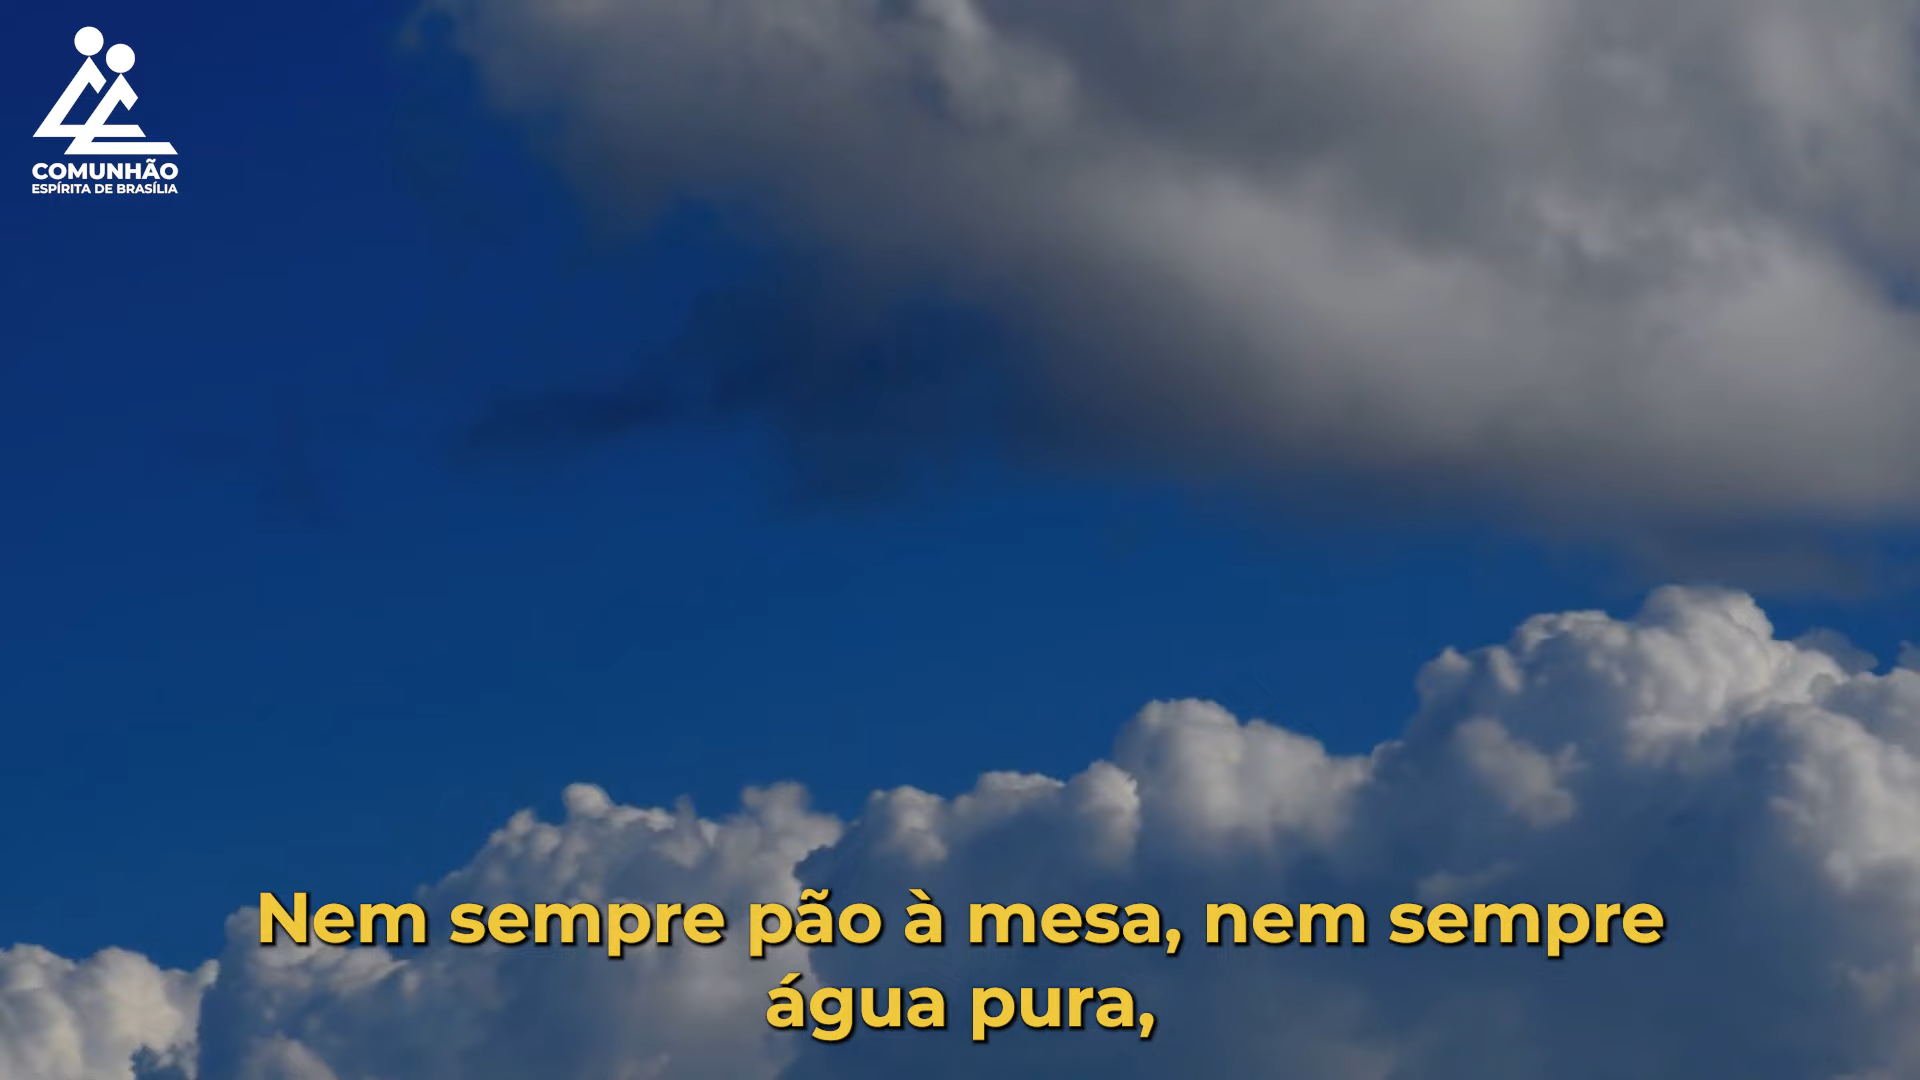 COMUNHÃO
ESPÍRITA DE BRASÍLIA
Nem sempre pão à mesa, nem sempre
água pura,